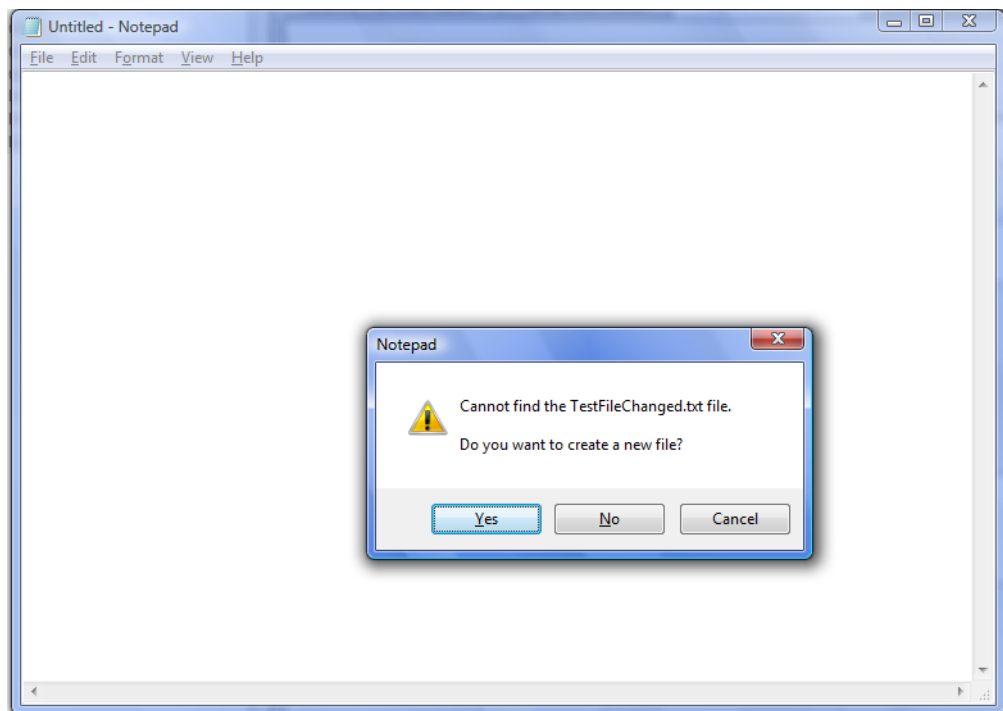 Untitled - Notepad
File Edit Format View Help
Notepad
Cannot find the TestFileChanged.txt file.
Do you want to create a new file?
Yes No Cancel